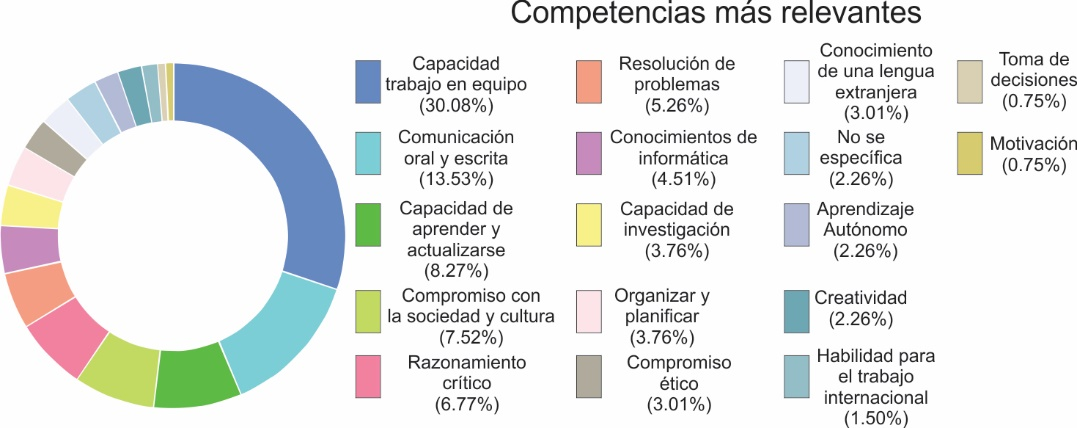 Competencias más relevantes
Capacidad
trabajo en equipo
(30.08%)
Comunicación
oral y escrita
(13.53%)
Capacidad de
aprender y
actualizarse
(8.27%)
Compromiso con
la sociedad y cultura
(7.52%)
Razonamiento
crítico
(6.77%)
Resolución de
problemas
(5.26%)
Conocimientos de
informática
(4.51%)
Capacidad de
investigación
(3.76%)
Organizar y
planificar
(3.76%)
Compromiso
ético
(3.01%)
Conocimiento
de una lengua
extranjera
(3.01%)
No se
específica
(2.26%)
Aprendizaje
Autónomo
(2.26%)
Creatividad
(2.26%)
Habilidad para
el trabajo
internacional
(1.50%)
Toma de
decisiones
(0.75%)
Motivación
(0.75%)